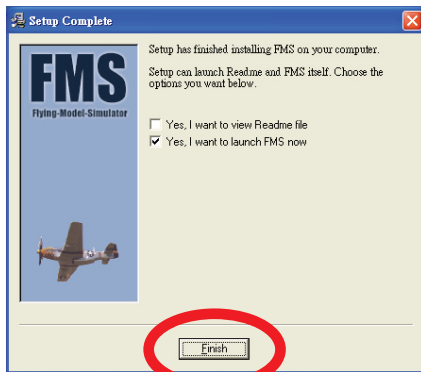 Setup Complete
FMS
Flying-Model-Simulator
Setup has finished installing FMS on your computer.
Setup can launch Readme and FMS itself. Choose the
options you want below.
Yes, I want to view Readme file
Yes, I want to launch FMS now
Finish